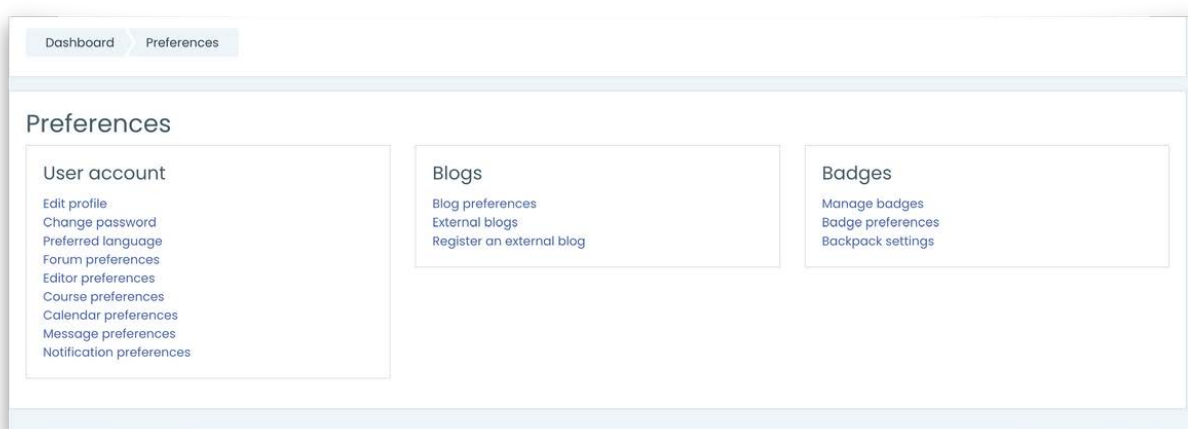 Dashboard
Preferences
Preferences
User account
Edit profile
Change password
Preferred language
Forum preferences
Editor preferences
Course preferences
Calendar preferences
Message preferences
Notification preferences
Blogs
Blog preferences
External blogs
Register an external blog
Badges
Manage badges
Badge preferences
Backpack settings